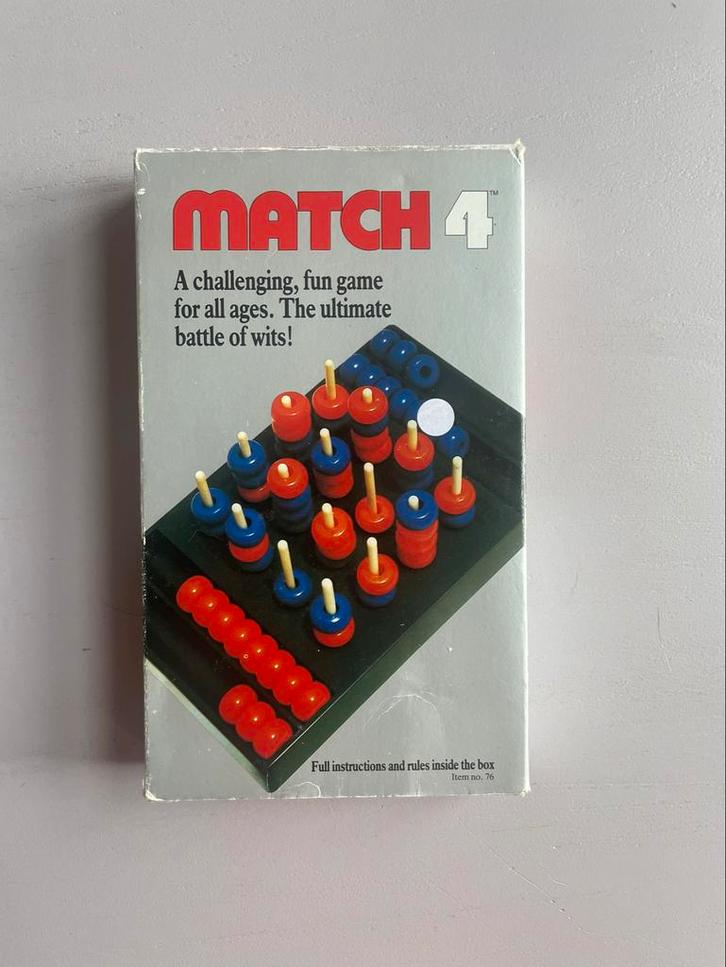 MATCH 4™
A challenging, fun game
for all ages. The ultimate
battle of wits!
Full instructions and rules inside the box
Item no. 76